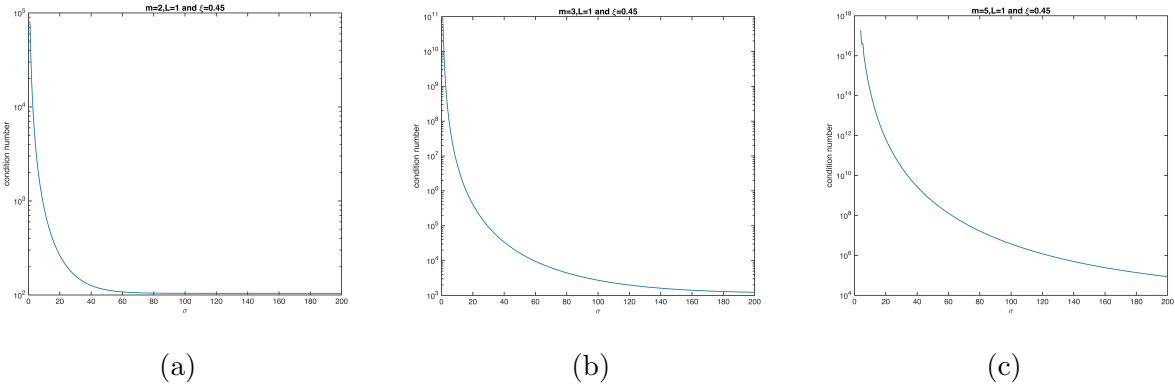 m=2,L=1 and ξ=0.45
10^5
10^4
10^3
10^2
condition number
0 20 40 60 80 100 120 140 160 180 200
σ
(a)
m=3,L=1 and ξ=0.45
10^11
10^10
10^9
10^8
10^7
10^6
10^5
10^4
10^3
condition number
0 20 40 60 80 100 120 140 160 180 200
σ
(b)
m=5,L=1 and ξ=0.45
10^18
10^16
10^14
10^12
10^10
10^8
10^6
10^4
condition number
0 20 40 60 80 100 120 140 160 180 200
σ
(c)